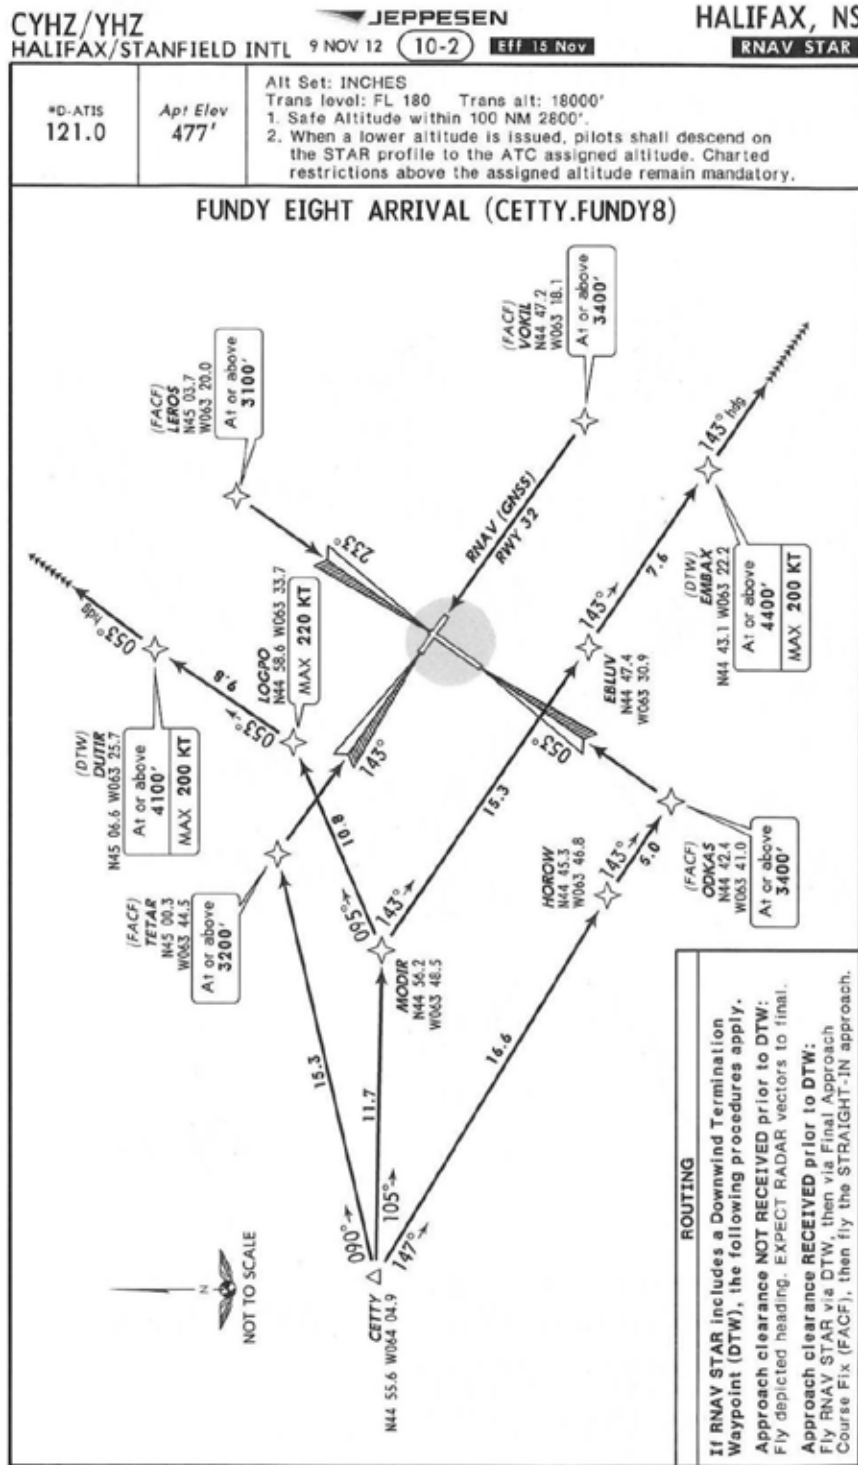 CYHZ/YHZ
HALIFAX/STANFIELD INTL
JEPPESEN
9 NOV 12
10-2
Eff 15 Nov
HALIFAX, NS
RNAV STAR
*D-ATIS
121.0
Apt Elev
477'
Alt Set: INCHES
Trans level: FL 180 Trans alt: 18000'
1. Safe Altitude within 100 NM 2800'.
2. When a lower altitude is issued, pilots shall descend on
the STAR profile to the ATC assigned altitude. Charted
restrictions above the assigned altitude remain mandatory.
FUNDY EIGHT ARRIVAL (CETTY.FUNDY8)
(FACF)
VOKIL
N44 47.2
W063 18.1
At or above
3400'
(FACF)
LEROS
N45 03.7
W063 20.0
At or above
3100'
233°
RNAV (GNSS)
RWY 32
143° hdg
(DTW)
EMBAX
N44 43.1 W063 22.2
At or above
4400'
MAX 200 KT
7.6
143°
EBLUV
N44 47.4
W063 30.9
053° hdg
(DTW)
DUTIR
N45 06.6 W063 25.7
At or above
4100'
MAX 200 KT
9.8
053°
LOGPO
N44 58.6 W063 33.7
MAX 220 KT
143°
053°
10.8
15.3
(FACF)
TETAR
N45 00.3
W063 44.5
At or above
3200'
095°
143°
MODIR
N44 56.2
W063 48.5
HOROW
N44 45.3
W063 46.8
143°
5.0
(FACF)
ODKAS
N44 42.4
W063 41.0
At or above
3400'
15.3
11.7
16.6
090°
105°
147°
CETTY
N44 55.6 W064 04.9
N
NOT TO SCALE
ROUTING
If RNAV STAR includes a Downwind Termination
Waypoint (DTW), the following procedures apply.
Approach clearance NOT RECEIVED prior to DTW:
Fly depicted heading. EXPECT RADAR vectors to final.
Approach clearance RECEIVED prior to DTW:
Fly RNAV STAR via DTW, then via Final Approach
Course Fix (FACF), then fly the STRAIGHT-IN approach.